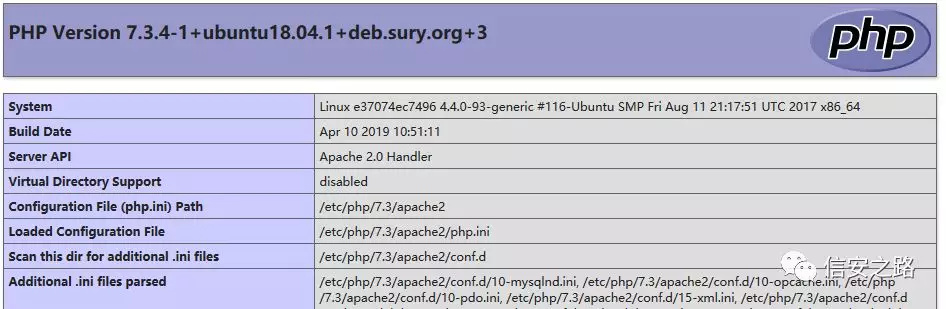 PHP Version 7.3.4-1+ubuntu18.04.1+deb.sury.org+3
php
System Linux e37074ec7496 4.4.0-93-generic #116-Ubuntu SMP Fri Aug 11 21:17:51 UTC 2017 x86_64
Build Date Apr 10 2019 10:51:11
Server API Apache 2.0 Handler
Virtual Directory Support disabled
Configuration File (php.ini) Path /etc/php/7.3/apache2
Loaded Configuration File /etc/php/7.3/apache2/php.ini
Scan this dir for additional .ini files /etc/php/7.3/apache2/conf.d
信安之路
Additional .ini files parsed /etc/php/7.3/apache2/conf.d/10-mysqlnd.ini, /etc/php/7.3/apache2/conf.d/10-opcache.ini, /etc/php
/7.3/apache2/conf.d/10-pdo.ini, /etc/php/7.3/apache2/conf.d/15-xml.ini, /etc/php/7.3/apache2/conf.d